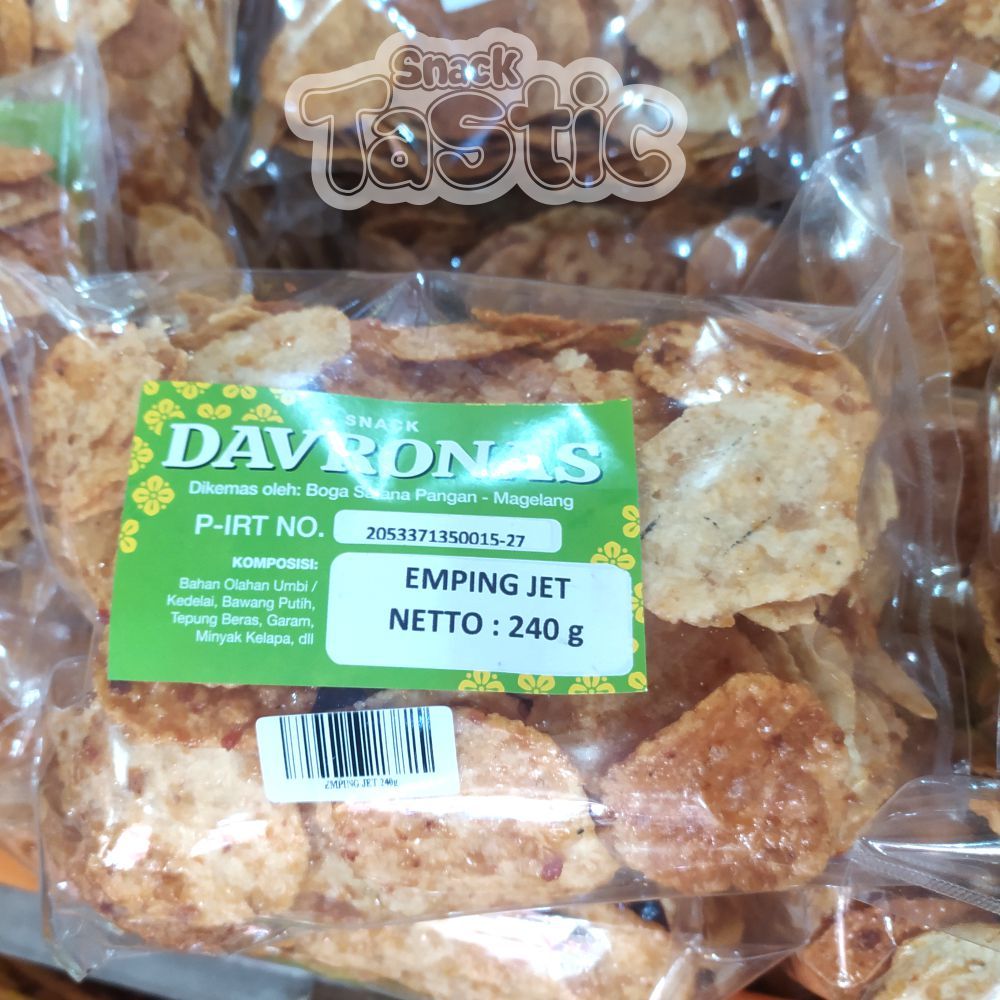 Snack
Tastic
SNACK
DAVRONAS
Dikemas oleh: Boga Sarana Pangan - Magelang
P-IRT NO. 2053371350015-27
KOMPOSISI:
Bahan Olahan Umbi /
Kedelai, Bawang Putih,
Tepung Beras, Garam,
Minyak Kelapa, dll
EMPING JET
NETTO : 240 g
EMPING JET 240g